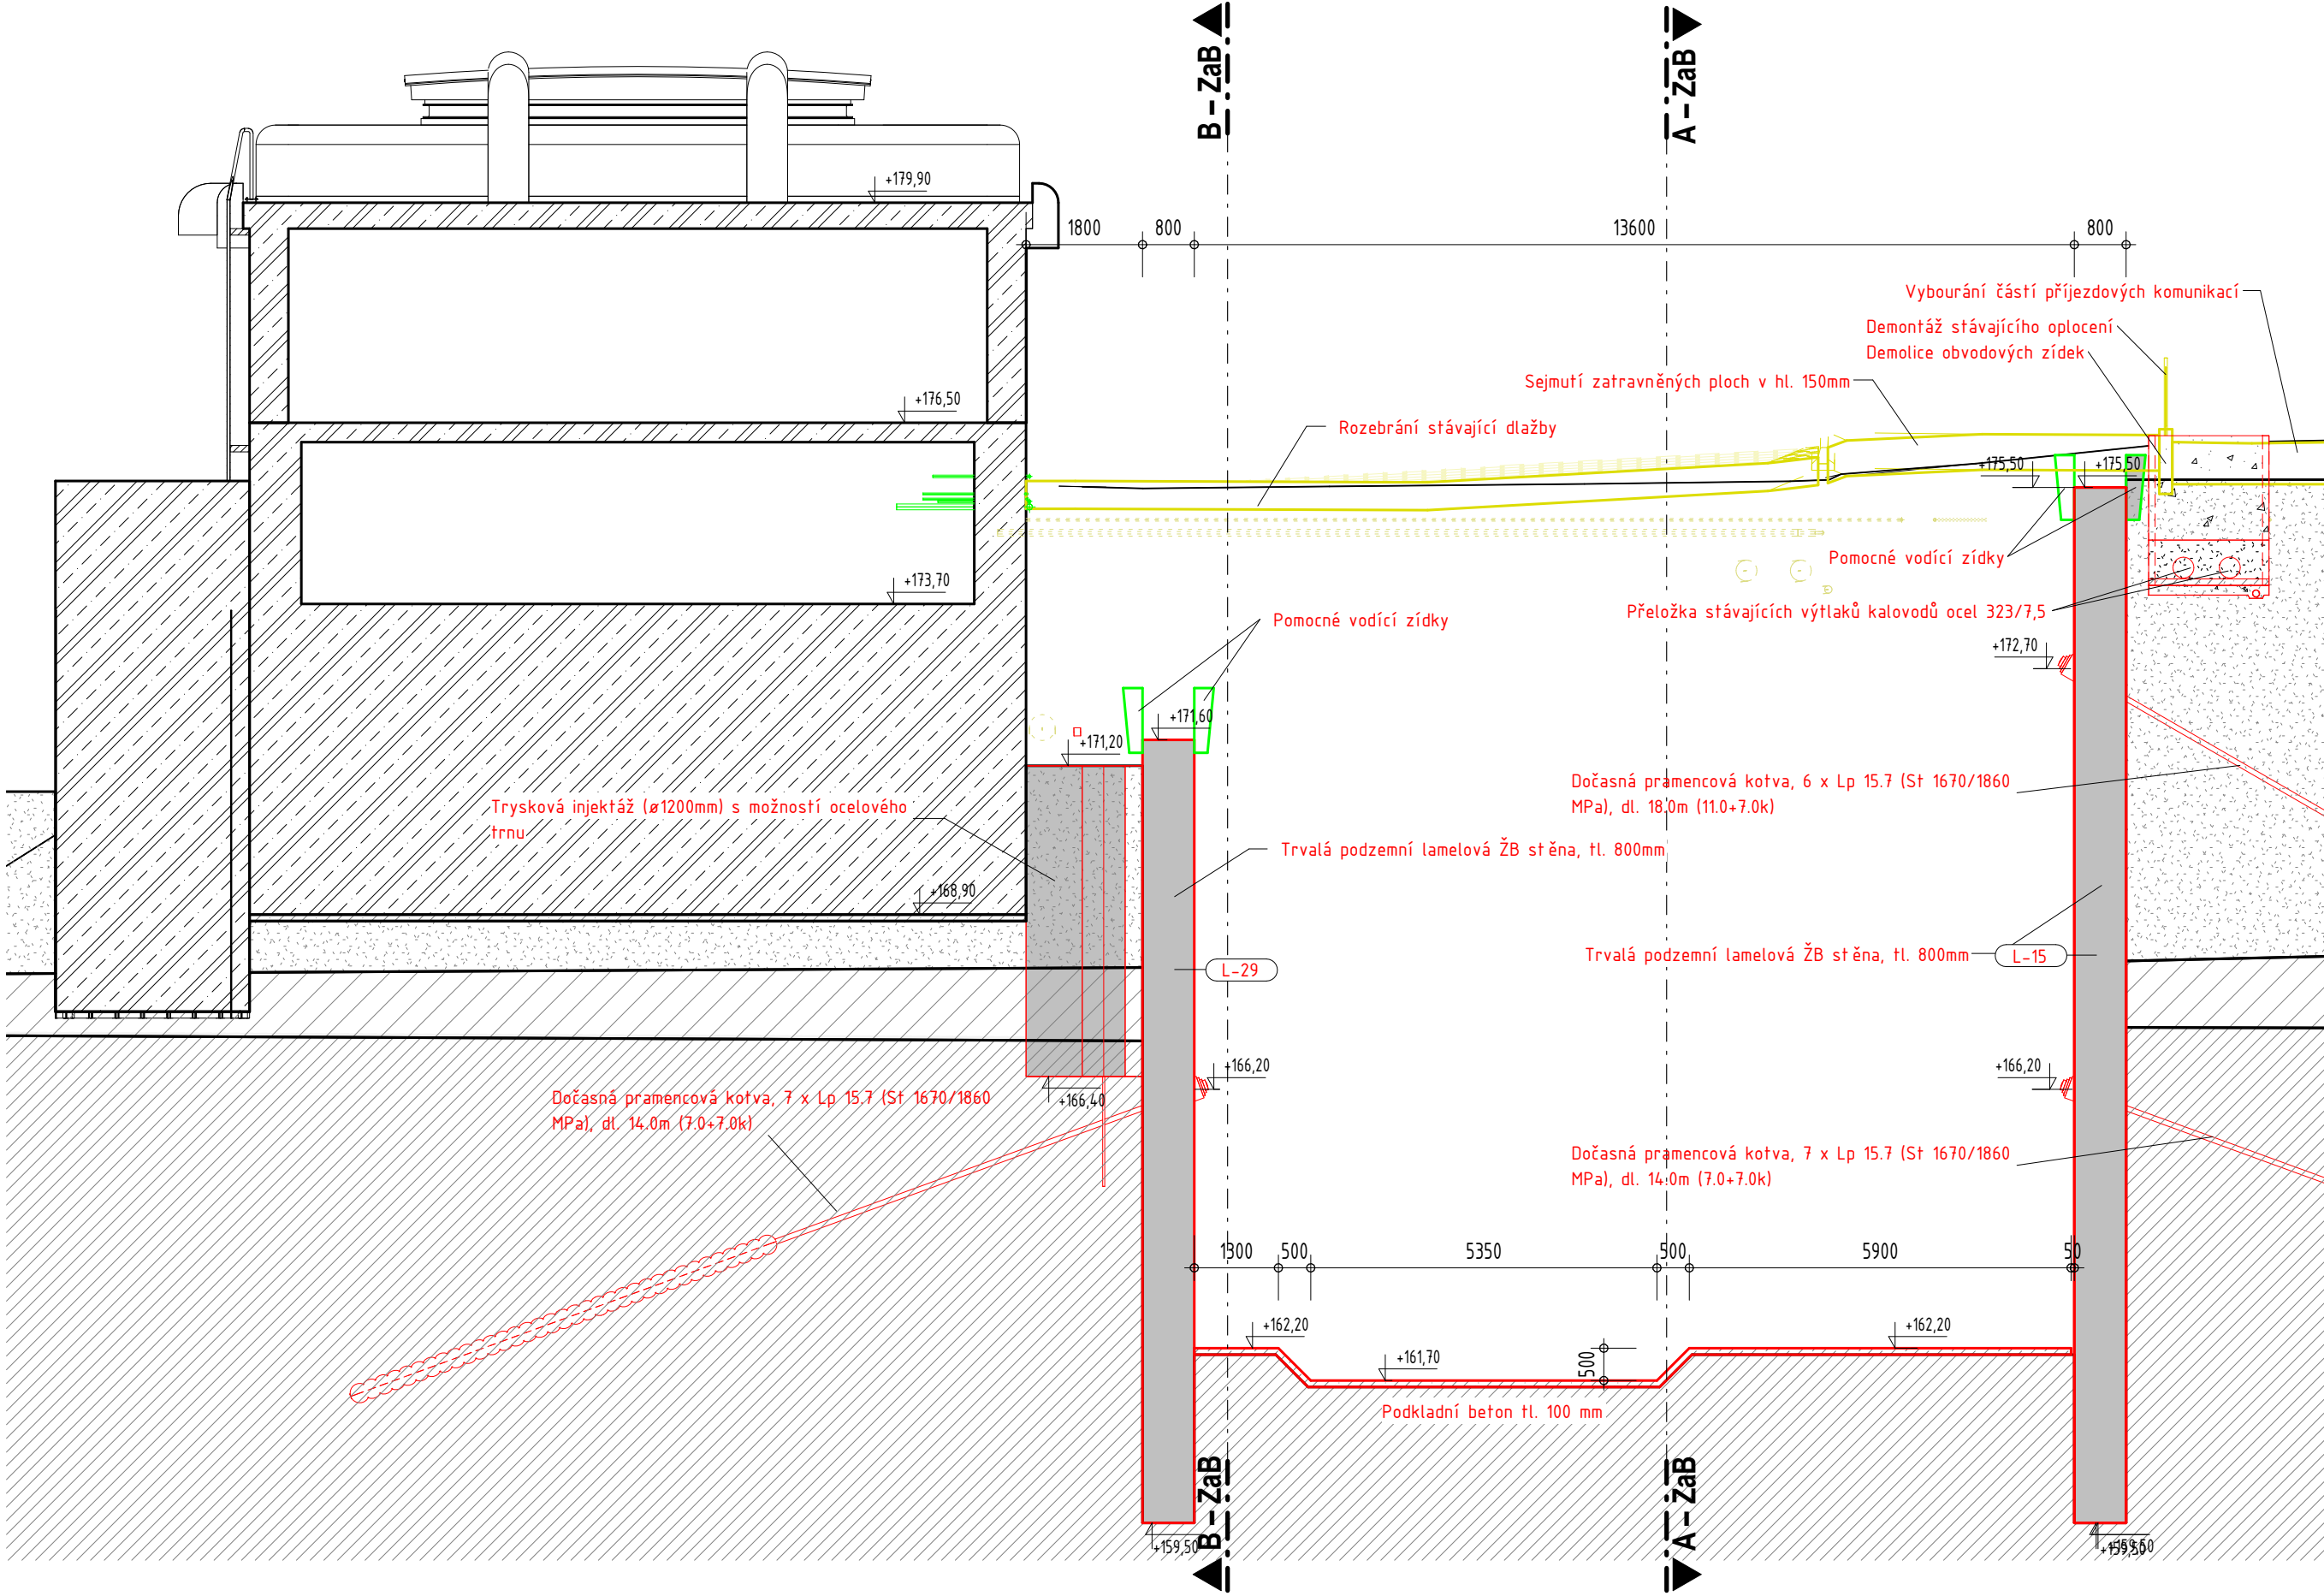 B - ZaB
A - ZaB
+179,90
1800
800
13600
800
Vybourání částí příjezdových komunikací
Demontáž stávajícího oplocení
Demolice obvodových zídek
Sejmutí zatravněných ploch v hl. 150mm
+176,50
Rozebrání stávající dlažby
+175,50
+175,50
Pomocné vodící zídky
+173,70
Přeložka stávajících výtlaků kalovodů ocel 323/7,5
Pomocné vodící zídky
+172,70
+171,60
+171,20
Dočasná pramencová kotva, 6 x Lp 15.7 (St 1670/1860
MPa), dl. 18.0m (11.0+7.0k)
Trysková injektáž (ø1200mm) s možností ocelového
trnu
Trvalá podzemní lamelová ŽB stěna, tl. 800mm
+168,90
Trvalá podzemní lamelová ŽB stěna, tl. 800mm
L-15
L-29
+166,20
+166,20
+166,40
Dočasná pramencová kotva, 7 x Lp 15.7 (St 1670/1860
MPa), dl. 14.0m (7.0+7.0k)
Dočasná pramencová kotva, 7 x Lp 15.7 (St 1670/1860
MPa), dl. 14.0m (7.0+7.0k)
1300
500
5350
500
5900
50
+162,20
+162,20
+161,70
500
Podkladní beton tl. 100 mm
B - ZaB
A - ZaB
+159,50
+159,50